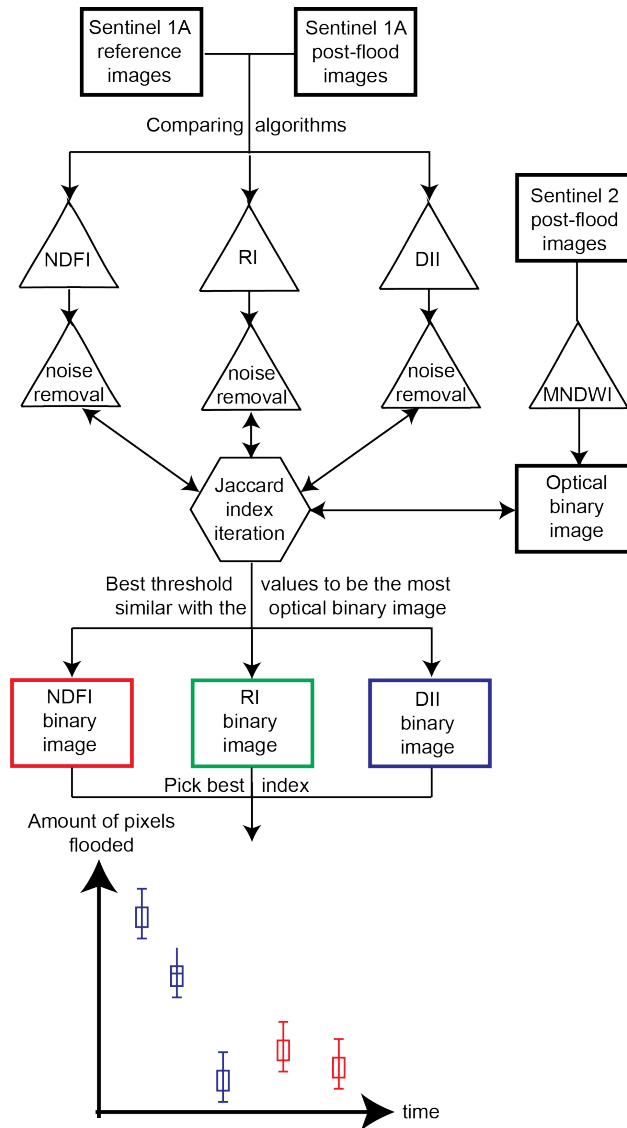 Sentinel 1A
reference
images
Sentinel 1A
post-flood
images
Comparing algorithms
NDFI
RI
DII
Sentinel 2
post-flood
images
noise
removal
noise
removal
noise
removal
MNDWI
Jaccard
index
iteration
Optical
binary
image
Best threshold values to be the most
similar with the optical binary image
NDFI
binary
image
RI
binary
image
DII
binary
image
Pick best index
Amount of pixels
flooded
time